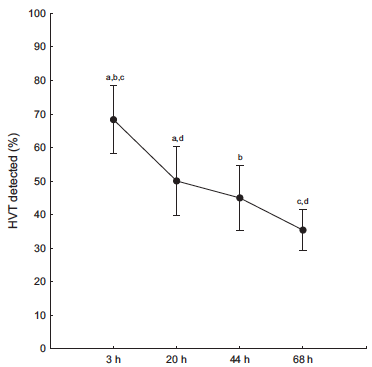 100
90
80
70
60
50
40
30
20
10
0
HVT detected (%)
a,b,c
a,d
b
c,d
3 h
20 h
44 h
68 h